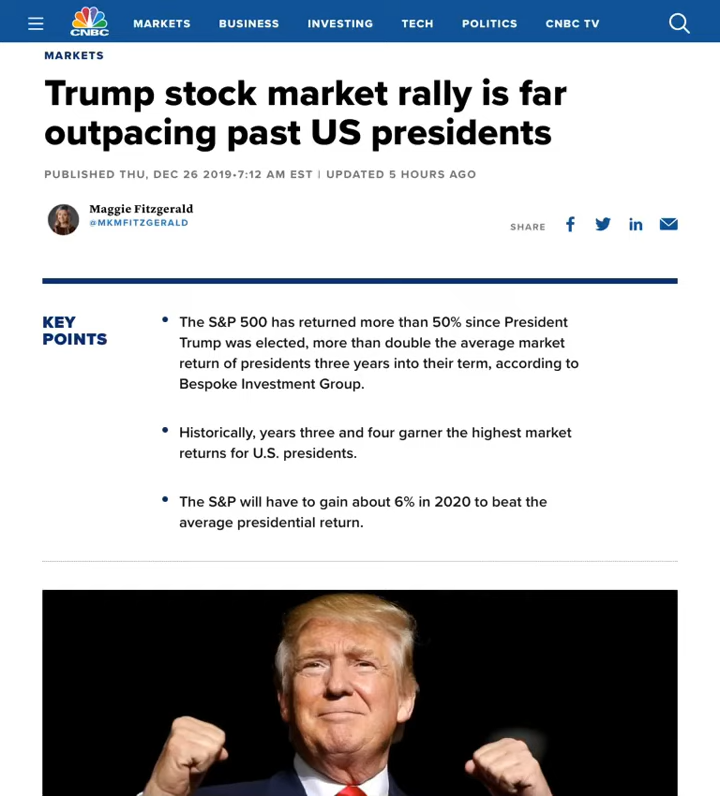 CNBC
MARKETS BUSINESS INVESTING TECH POLITICS CNBC TV
MARKETS
Trump stock market rally is far
outpacing past US presidents
PUBLISHED THU, DEC 26 2019•7:12 AM EST | UPDATED 5 HOURS AGO
Maggie Fitzgerald
@MKMFITZGERALD
SHARE
KEY
POINTS
• The S&P 500 has returned more than 50% since President
Trump was elected, more than double the average market
return of presidents three years into their term, according to
Bespoke Investment Group.
• Historically, years three and four garner the highest market
returns for U.S. presidents.
• The S&P will have to gain about 6% in 2020 to beat the
average presidential return.